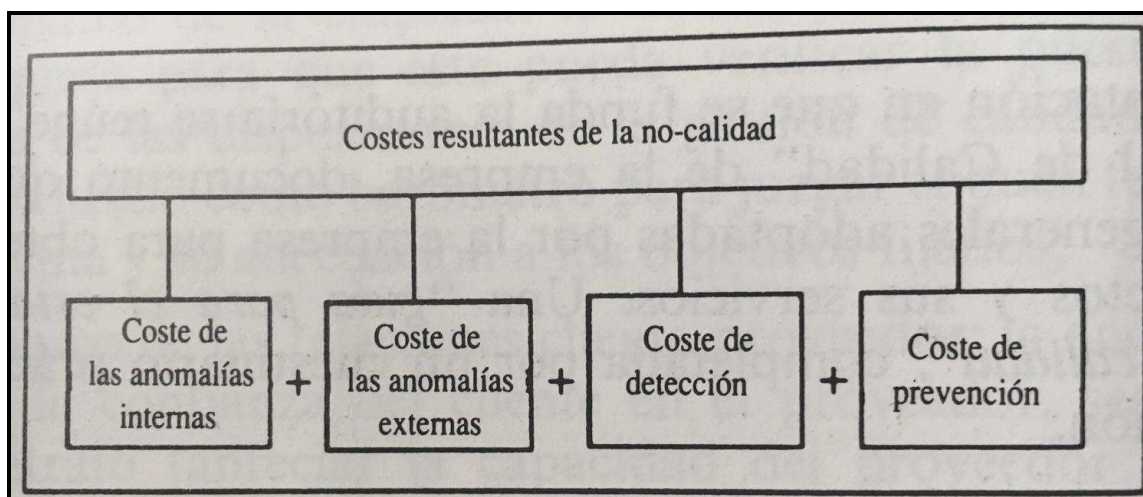 Costes resultantes de la no-calidad
Coste de
las anomalías
internas
+
Coste de
las anomalías
externas
+
Coste de
detección
+
Coste de
prevención